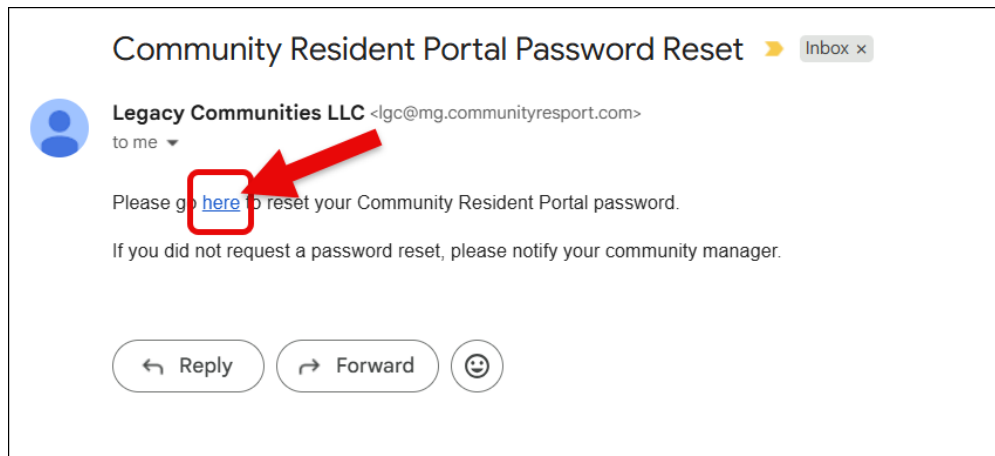 Community Resident Portal Password Reset Inbox ×
Legacy Communities LLC <lgc@mg.communityresport.com>
to me
Please go here to reset your Community Resident Portal password.
If you did not request a password reset, please notify your community manager.
Reply Forward